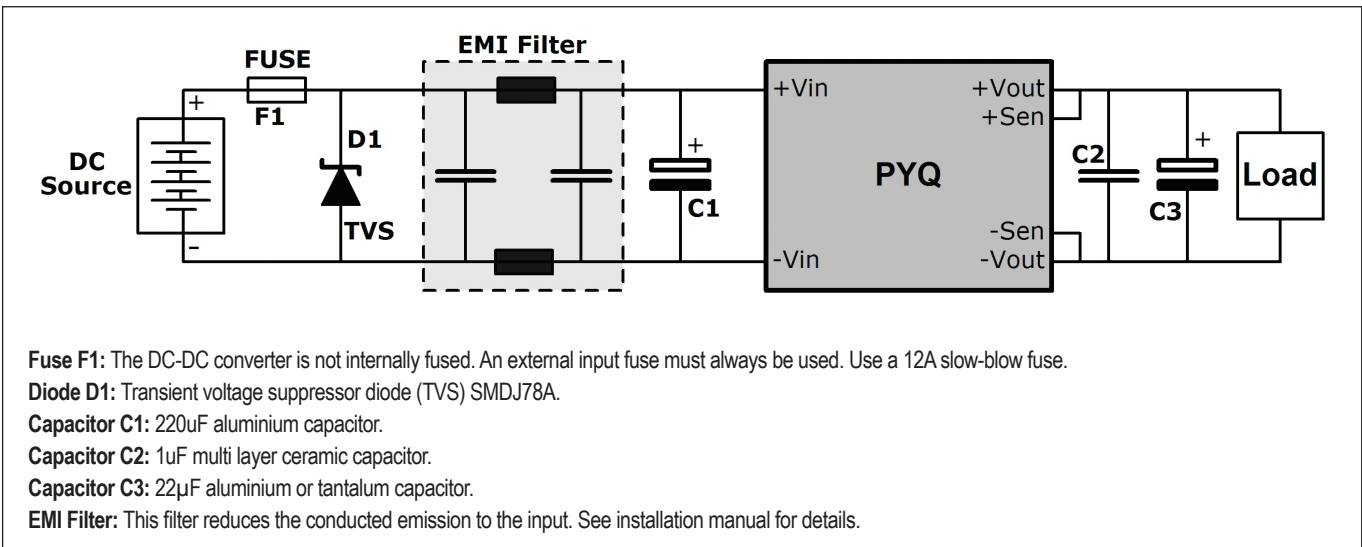 EMI Filter
FUSE
F1
+
DC
Source
-
D1
TVS
+
C1
+Vin
-Vin
PYQ
+Vout
+Sen
-Sen
-Vout
C2
+
C3
Load
Fuse F1: The DC-DC converter is not internally fused. An external input fuse must always be used. Use a 12A slow-blow fuse.
Diode D1: Transient voltage suppressor diode (TVS) SMDJ78A.
Capacitor C1: 220uF aluminium capacitor.
Capacitor C2: 1uF multi layer ceramic capacitor.
Capacitor C3: 22µF aluminium or tantalum capacitor.
EMI Filter: This filter reduces the conducted emission to the input. See installation manual for details.